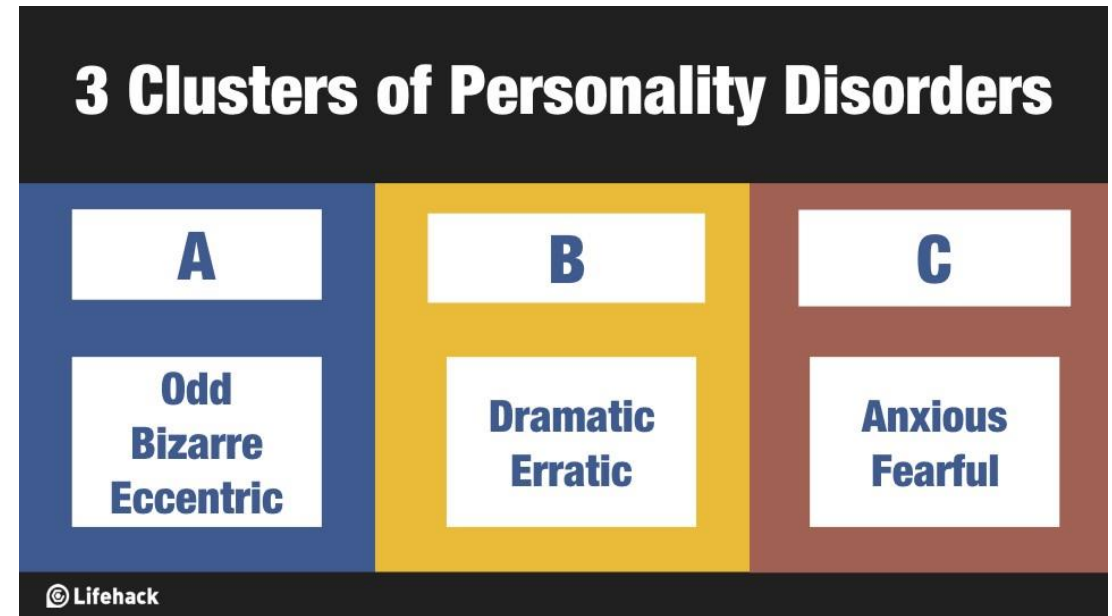 3 Clusters of Personality Disorders
A
Odd
Bizarre
Eccentric
B
Dramatic
Erratic
C
Anxious
Fearful
Lifehack